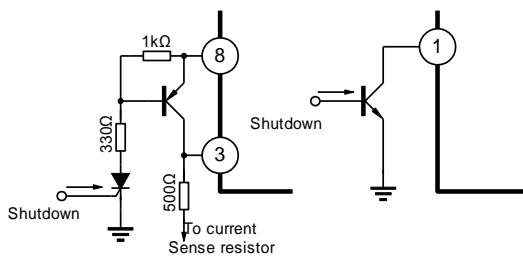 1kΩ
8
1
330Ω
Shutdown
3
500Ω
Shutdown
To current
Sense resistor